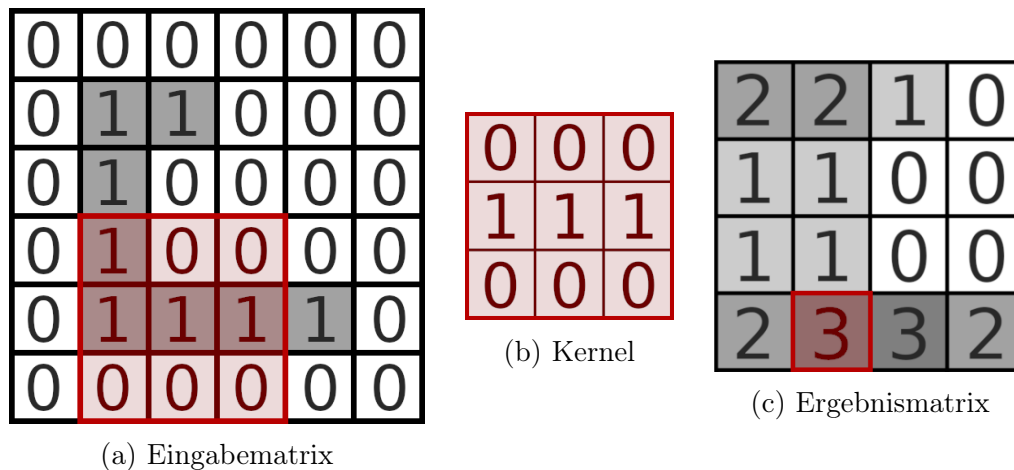 0 0 0 0 0 0
0 1 1 0 0 0
0 1 0 0 0 0
0 1 0 0 0 0
0 1 1 1 1 0
0 0 0 0 0 0
(a) Eingabematrix
0 0 0
1 1 1
0 0 0
(b) Kernel
2 2 1 0
1 1 0 0
1 1 0 0
2 3 3 2
(c) Ergebnismatrix